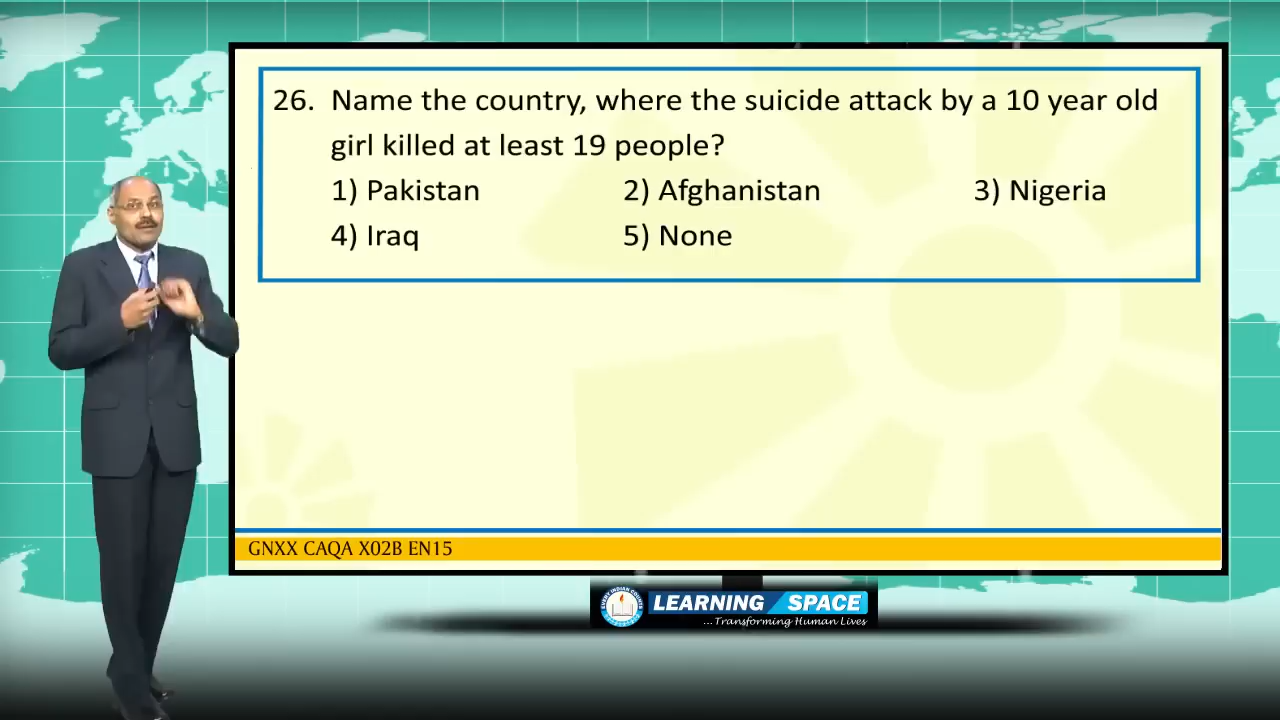 26. Name the country, where the suicide attack by a 10 year old
girl killed at least 19 people?
1) Pakistan 2) Afghanistan 3) Nigeria
4) Iraq 5) None
GNXX CAQA X02B EN15
LEARNING SPACE
...Transforming Human Lives